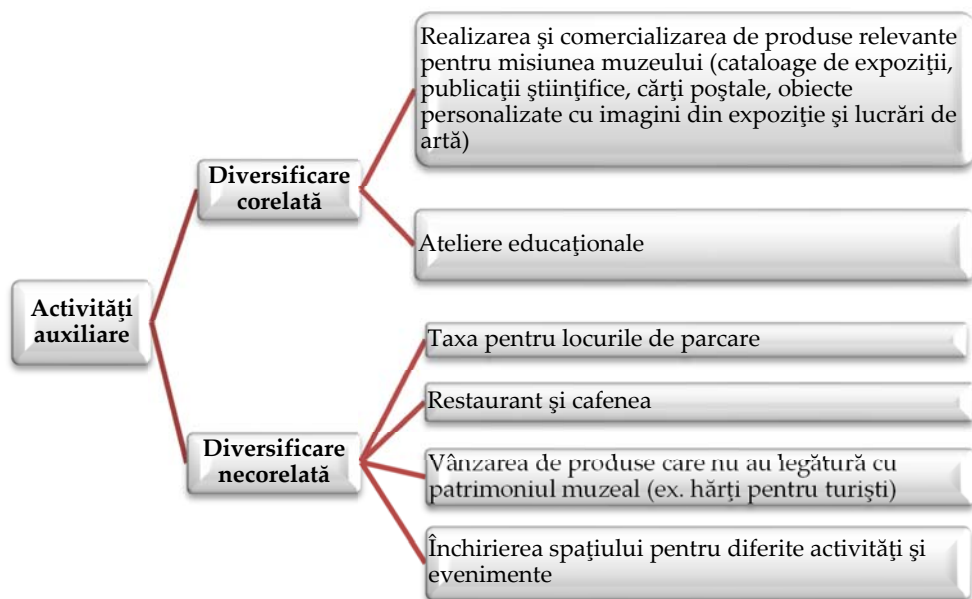 Realizarea şi comercializarea de produse relevante
pentru misiunea muzeului (cataloage de expoziţii,
publicaţii ştiinţifice, cărţi poştale, obiecte
personalizate cu imagini din expoziţie şi lucrări de
artă)
Diversificare
corelată
Ateliere educaţionale
Activităţi
auxiliare
Taxa pentru locurile de parcare
Restaurant şi cafenea
Diversificare
necorelată
Vânzarea de produse care nu au legătură cu
patrimoniul muzeal (ex. hărţi pentru turişti)
Închirierea spaţiului pentru diferite activităţi şi
evenimente